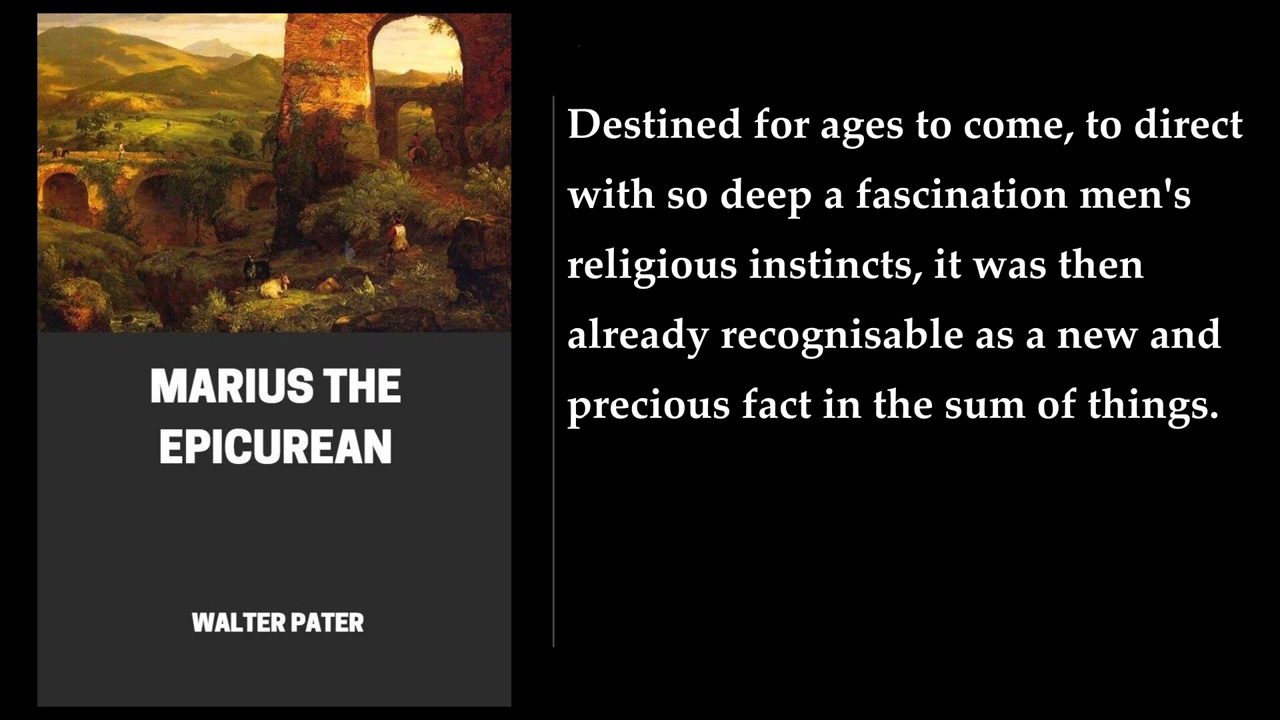 MARIUS THE
EPICUREAN
WALTER PATER
Destined for ages to come, to direct
with so deep a fascination men's
religious instincts, it was then
already recognisable as a new and
precious fact in the sum of things.